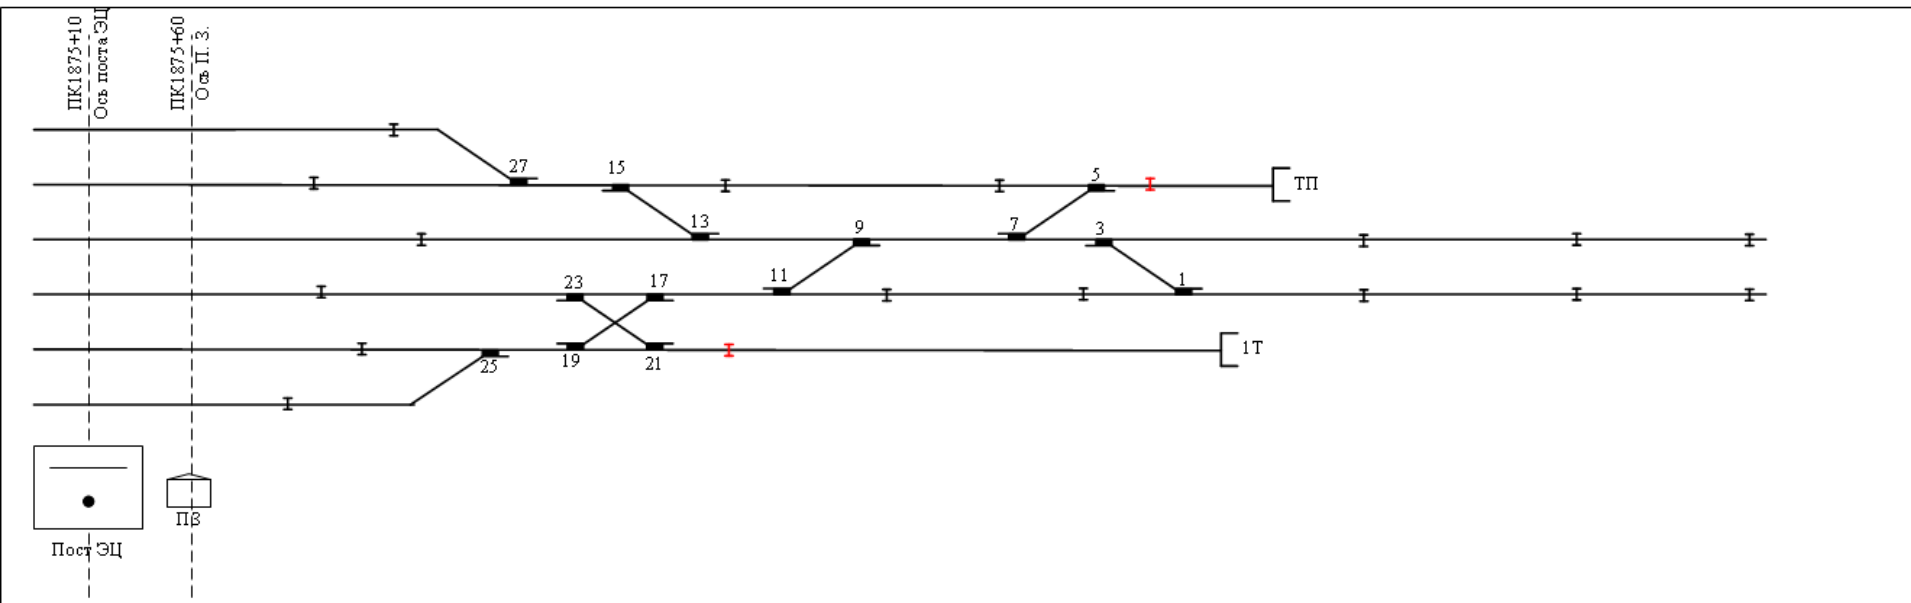 ПК1875+10
Ось поста ЭЦ
ПК1875+60
Ось П. З.
27
15
5
ТП
13
9
7
3
23
17
11
1
25
19
21
1Т
ПЗ
Пост ЭЦ